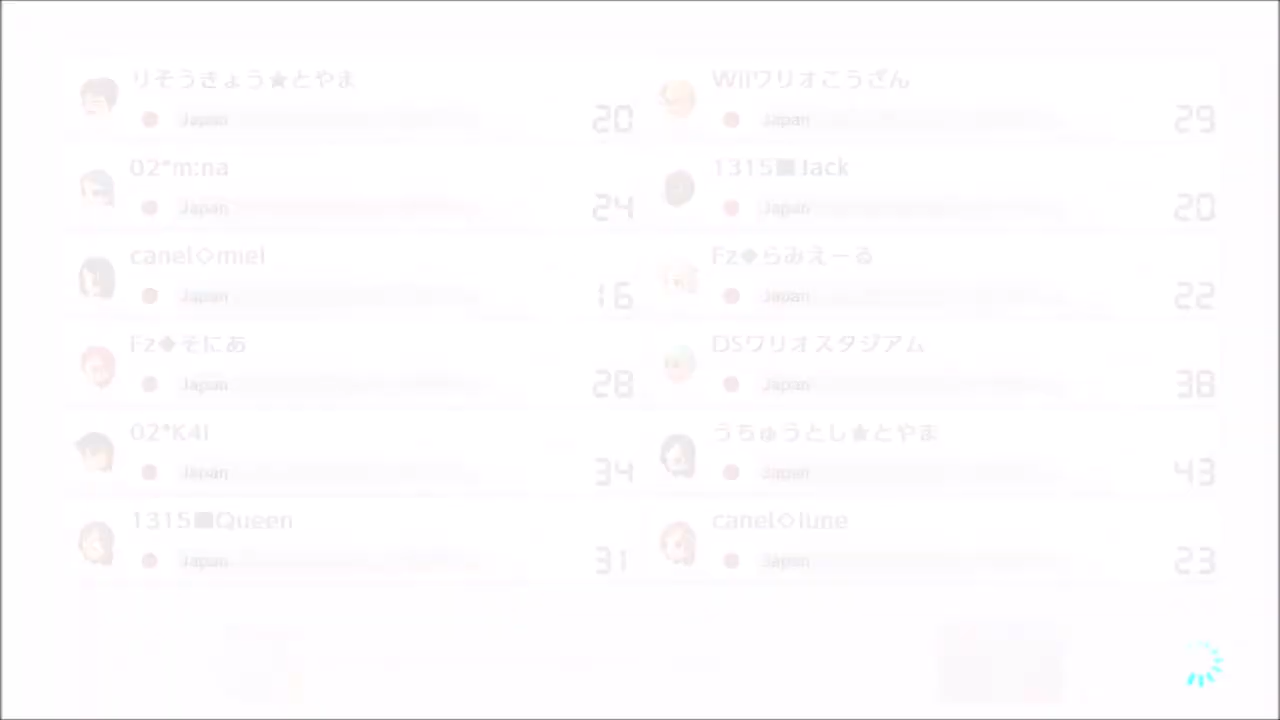 りそうきょう★とやま
Japan
20
02*m:na
Japan
24
canel◇miel
Japan
16
Fz◆そにあ
Japan
28
02*K4I
Japan
34
1315■Queen
Japan
31
Wiiワリオこうざん
Japan
29
1315■Jack
Japan
20
Fz◆らみえーる
Japan
22
DSワリオスタジアム
Japan
38
うちゅうとし★とやま
Japan
43
canel◇lune
Japan
23